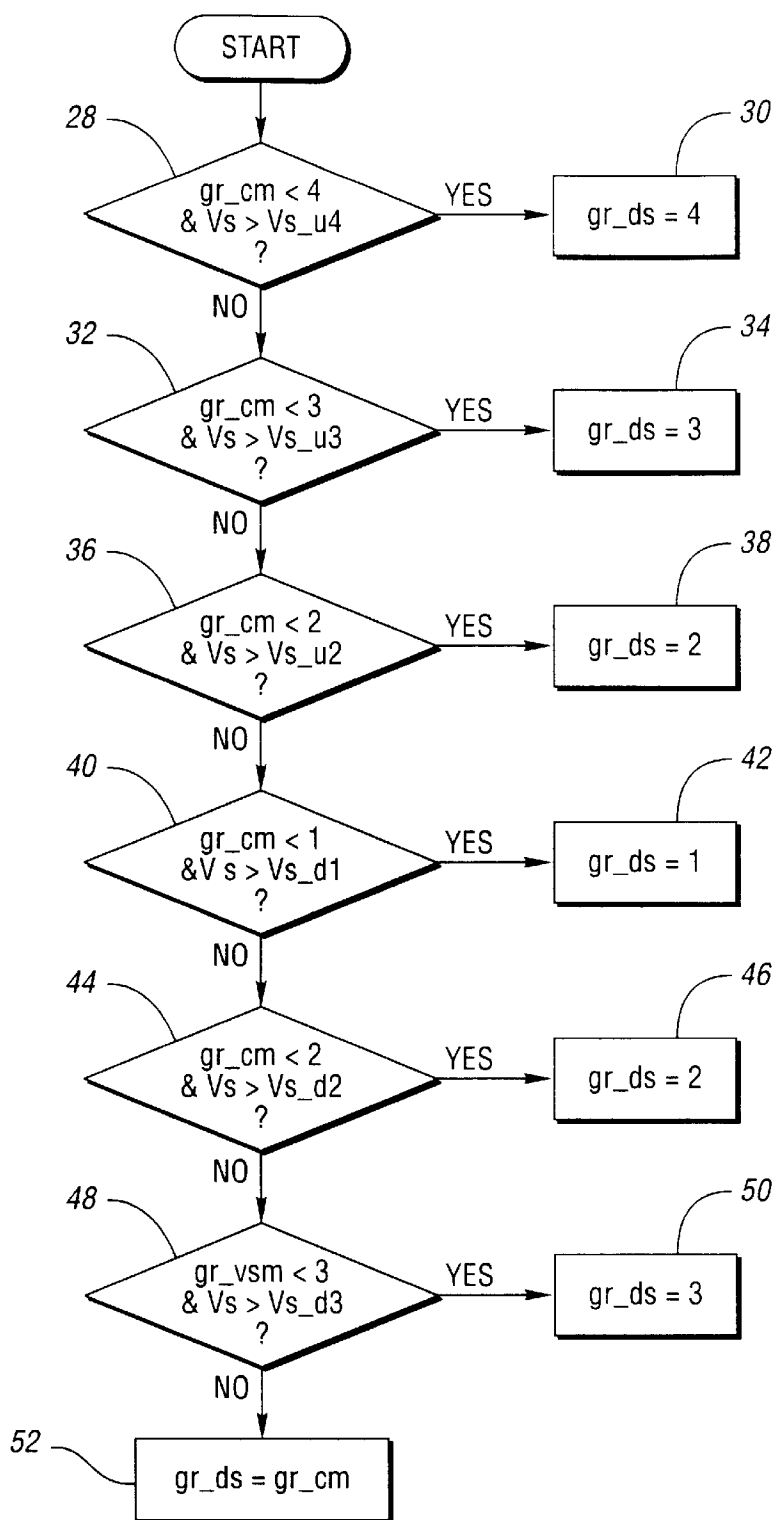 START
28
gr_cm < 4
& Vs > Vs_u4
?
YES
30
gr_ds = 4
NO
32
gr_cm < 3
& Vs > Vs_u3
?
YES
34
gr_ds = 3
NO
36
gr_cm < 2
& Vs > Vs_u2
?
YES
38
gr_ds = 2
NO
40
gr_cm < 1
&V s > Vs_d1
?
YES
42
gr_ds = 1
NO
44
gr_cm < 2
& Vs > Vs_d2
?
YES
46
gr_ds = 2
NO
48
gr_vsm < 3
& Vs > Vs_d3
?
YES
50
gr_ds = 3
NO
52
gr_ds = gr_cm